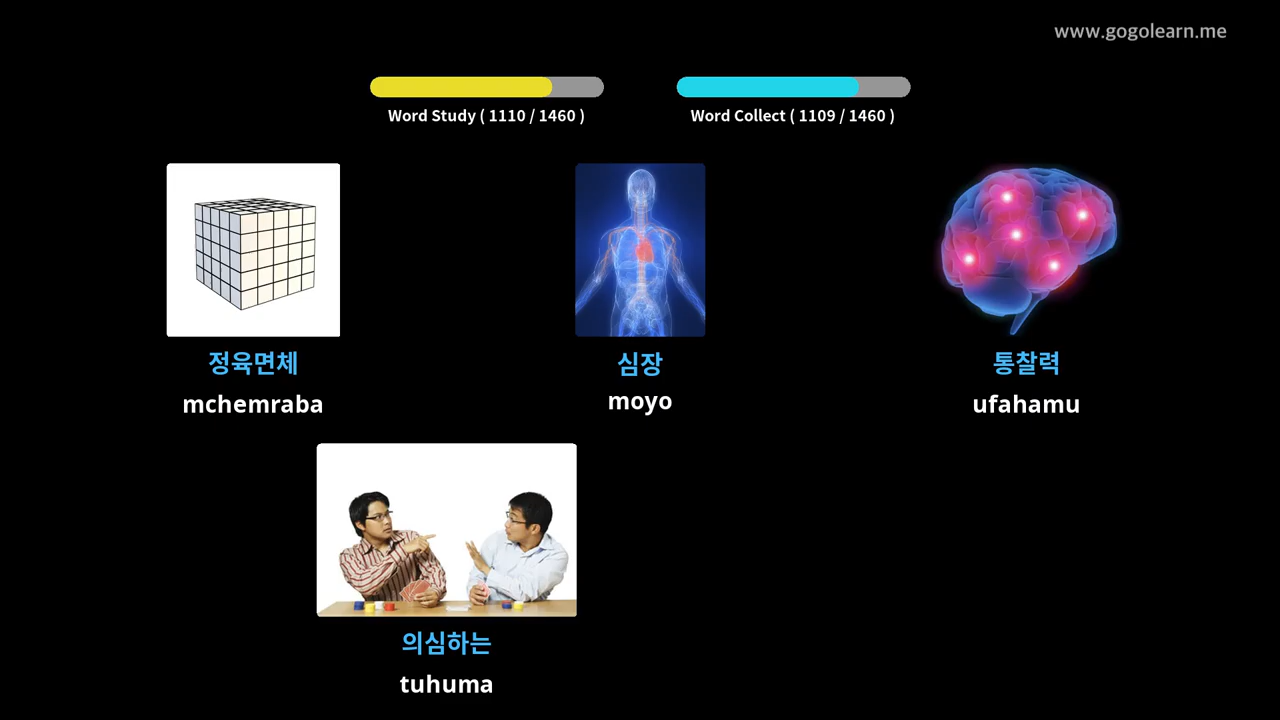 www.gogolearn.me
Word Study ( 1110 / 1460 )
Word Collect ( 1109 / 1460 )
정육면체
mchemraba
심장
moyo
통찰력
ufahamu
의심하는
tuhuma